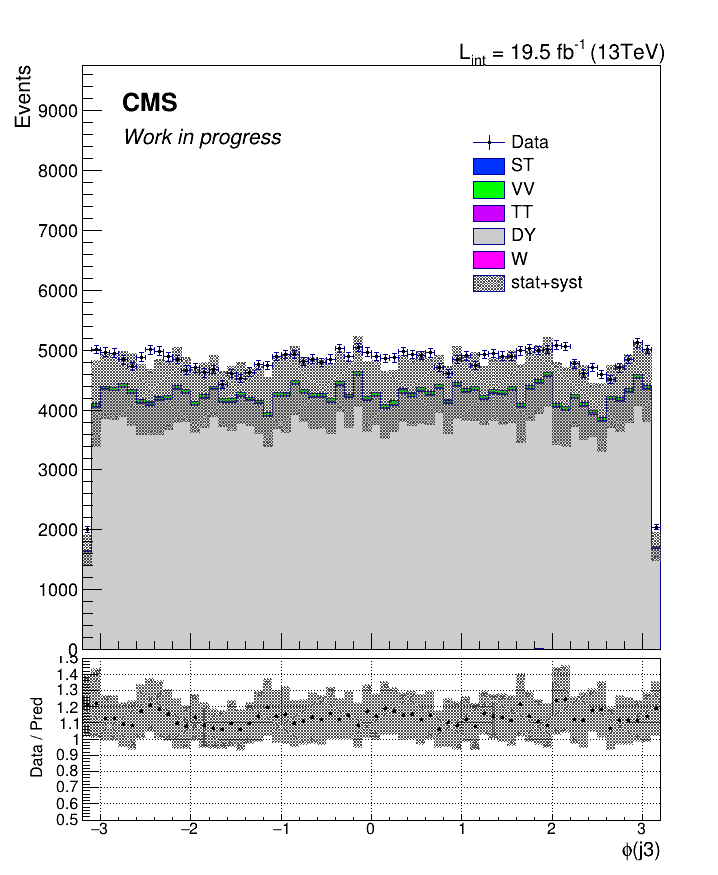 L_int = 19.5 fb^-1 (13TeV)
Events
CMS
Work in progress
Data
ST
VV
TT
DY
W
stat+syst
9000
8000
7000
6000
5000
4000
3000
2000
1000
0
Data / Pred
1.5
1.4
1.3
1.2
1.1
1
0.9
0.8
0.7
0.6
0.5
−3 −2 −1 0 1 2 3
ϕ(j3)